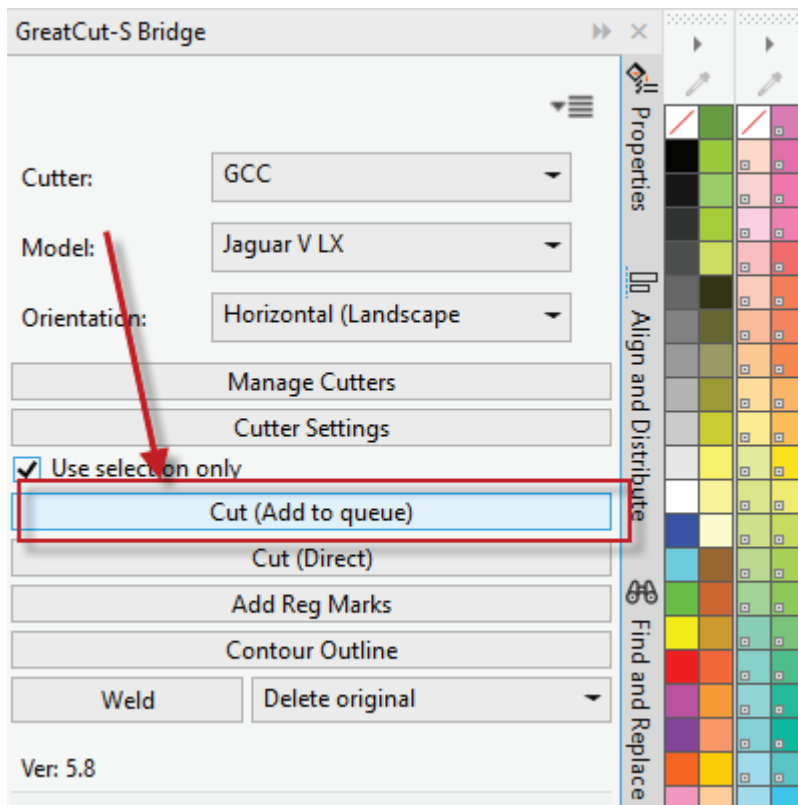 GreatCut-S Bridge
Cutter: GCC
Model: Jaguar V LX
Orientation: Horizontal (Landscape
Manage Cutters
Cutter Settings
Use selection only
Cut (Add to queue)
Cut (Direct)
Add Reg Marks
Contour Outline
Weld Delete original
Ver: 5.8
Properties
Align and Distribute
Find and Replace